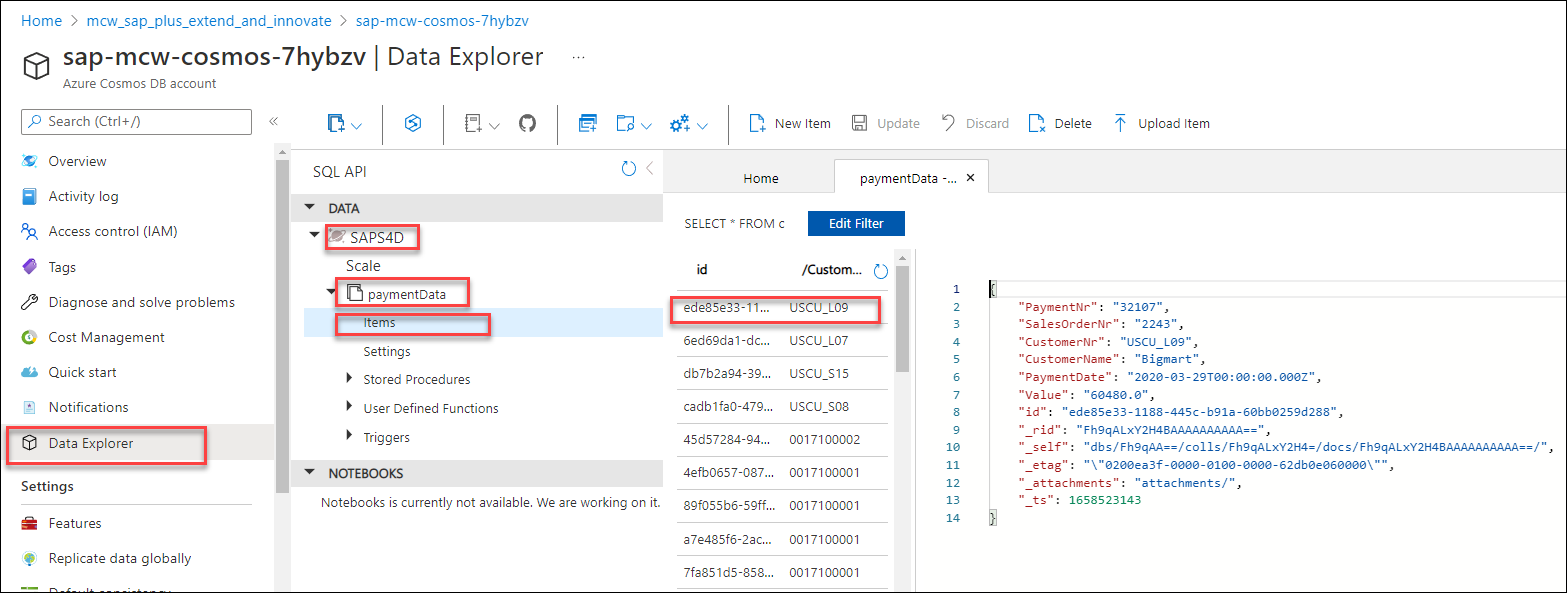 Home > mcw_sap_plus_extend_and_innovate > sap-mcw-cosmos-7hybzv
sap-mcw-cosmos-7hybzv | Data Explorer ...
Azure Cosmos DB account
Search (Ctrl+/)
«
New Item
Update
Discard
Delete
Upload Item
Overview
Activity log
Access control (IAM)
Tags
Diagnose and solve problems
Cost Management
Quick start
Notifications
Data Explorer
Settings
Features
Replicate data globally
Default consistency
SQL API
DATA
SAPS4D
Scale
paymentData
Items
Settings
Stored Procedures
User Defined Functions
Triggers
NOTEBOOKS
Notebooks is currently not available. We are working on it.
Home
paymentData -...
SELECT * FROM c
Edit Filter
id /Custom...
ede85e33-11... USCU_L09
6ed69da1-dc... USCU_L07
db7b2a94-39... USCU_S15
cadb1fa0-479... USCU_S08
45d57284-94... 0017100002
4efb0657-087... 0017100001
89f055b6-59ff... 0017100001
a7e485f6-2ac... 0017100001
7fa851d5-858... 0017100001
1 {
2 "PaymentNr": "32107",
3 "SalesOrderNr": "2243",
4 "CustomerNr": "USCU_L09",
5 "CustomerName": "Bigmart",
6 "PaymentDate": "2020-03-29T00:00:00.000Z",
7 "Value": "60480.0",
8 "id": "ede85e33-1188-445c-b91a-60bb0259d288",
9 "_rid": "Fh9qALxY2H4BAAAAAAAAAA==",
10 "_self": "dbs/Fh9qAA==/colls/Fh9qALxY2H4=/docs/Fh9qALxY2H4BAAAAAAAAAA==/",
11 "_etag": "\"0200ea3f-0000-0100-0000-62db0e060000\"",
12 "_attachments": "attachments/",
13 "_ts": 1658523143
14 }